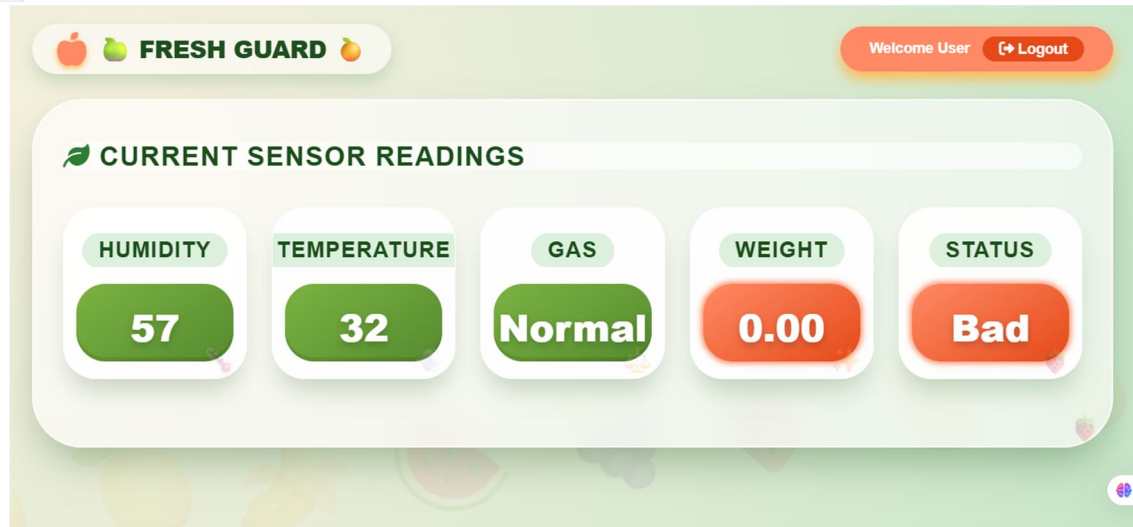 FRESH GUARD
Welcome User Logout
CURRENT SENSOR READINGS
HUMIDITY TEMPERATURE GAS WEIGHT STATUS
57 32 Normal 0.00 Bad